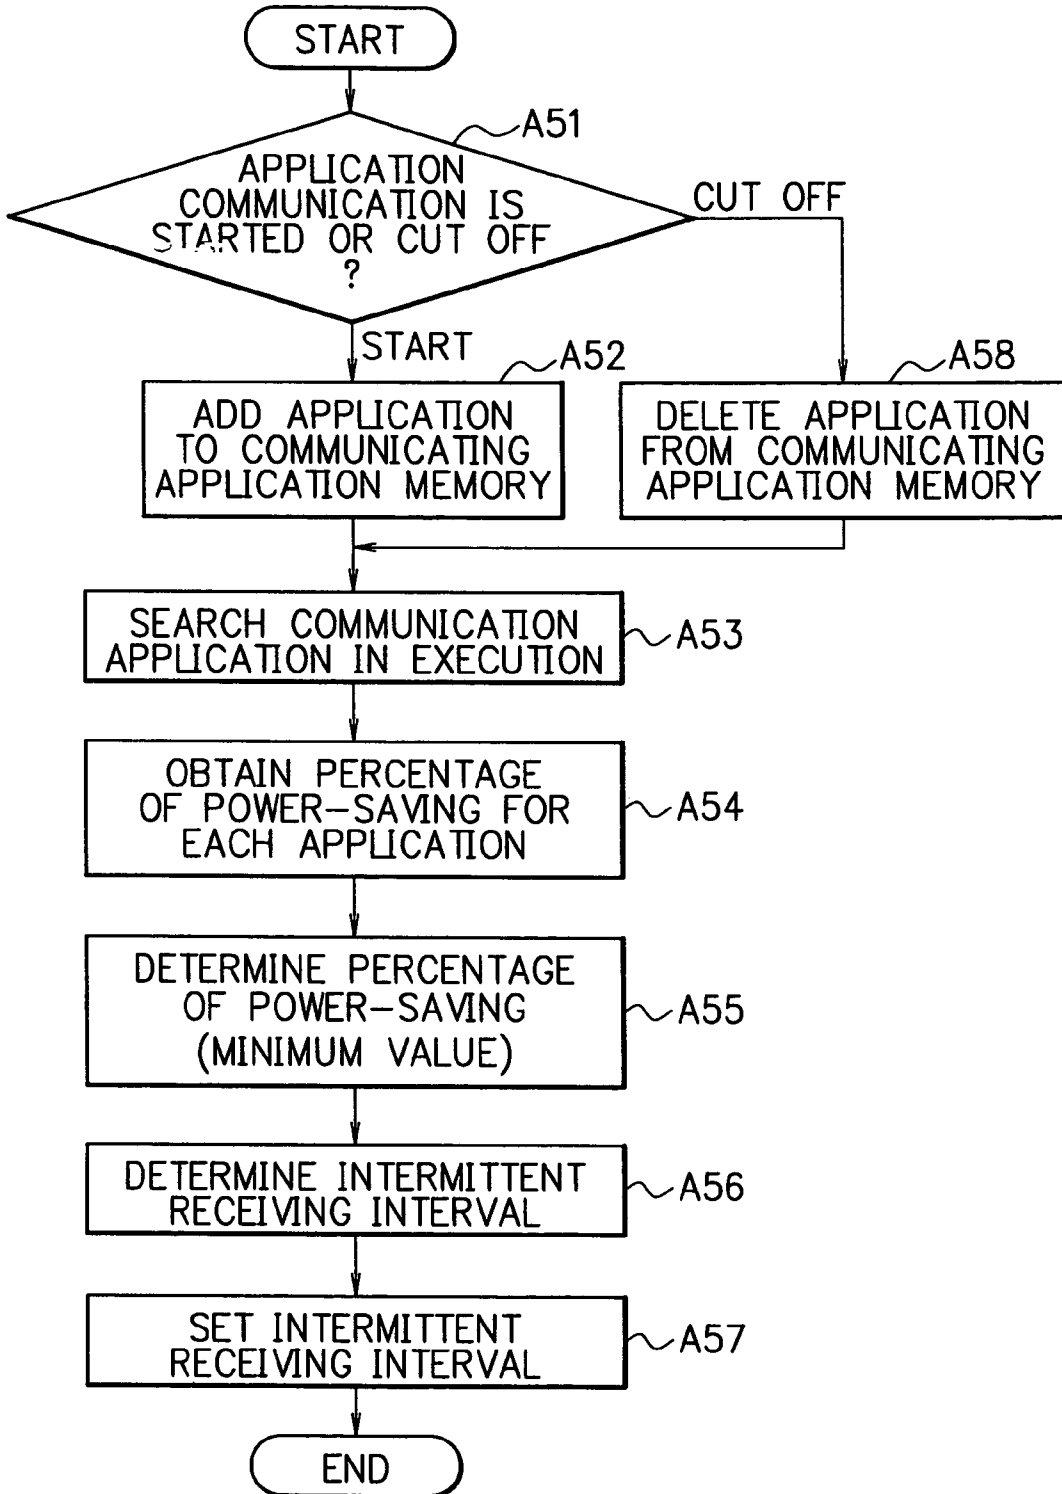 START
A51
APPLICATION
COMMUNICATION IS
STARTED OR CUT OFF
?
CUT OFF
START
A52
ADD APPLICATION
TO COMMUNICATING
APPLICATION MEMORY
A58
DELETE APPLICATION
FROM COMMUNICATING
APPLICATION MEMORY
SEARCH COMMUNICATION
APPLICATION IN EXECUTION
A53
OBTAIN PERCENTAGE
OF POWER-SAVING FOR
EACH APPLICATION
A54
DETERMINE PERCENTAGE
OF POWER-SAVING
(MINIMUM VALUE)
A55
DETERMINE INTERMITTENT
RECEIVING INTERVAL
A56
SET INTERMITTENT
RECEIVING INTERVAL
A57
END